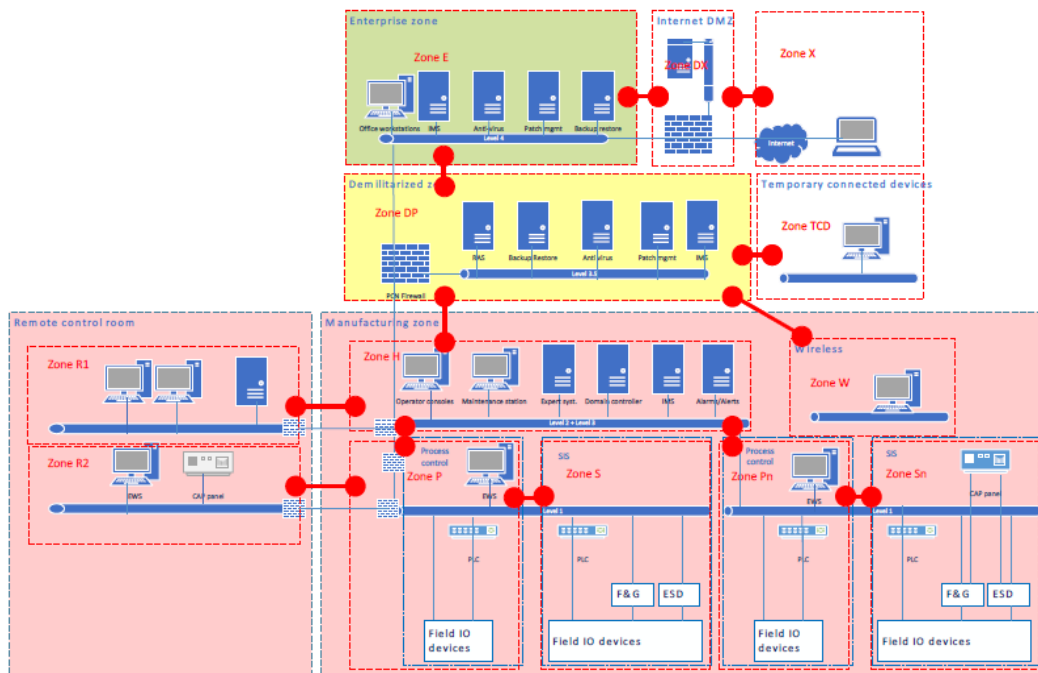 Enterprise zone
Internet DMZ
Zone E
Zone DX
Zone X
Office workstations
IMS
Anti-virus
Patch mgmt
Backup restore
Level 4
Internet
Demilitarized
Temporary connected devices
Zone DP
Zone TCD
RAS
Backup Restore
Anti virus
Patch mgmt
IMS
Level 3.5
PCN Firewall
Remote control room
Manufacturing zone
Wireless
Zone R1
Zone H
Zone W
Operator consoles
Maintenance station
Expert syst.
Domain controller
IMS
Alarms/Alerts
Level 2 + Level 3
Zone R2
EWS
CAP panel
Process
control
Zone P
EWS
SIS
Zone S
Process
control
Zone Pn
EWS
SIS
Zone Sn
CAP panel
Level 1
Level 1
PLC
PLC
PLC
PLC
F&G
ESD
F&G
ESD
Field IO
devices
Field IO devices
Field IO
devices
Field IO devices